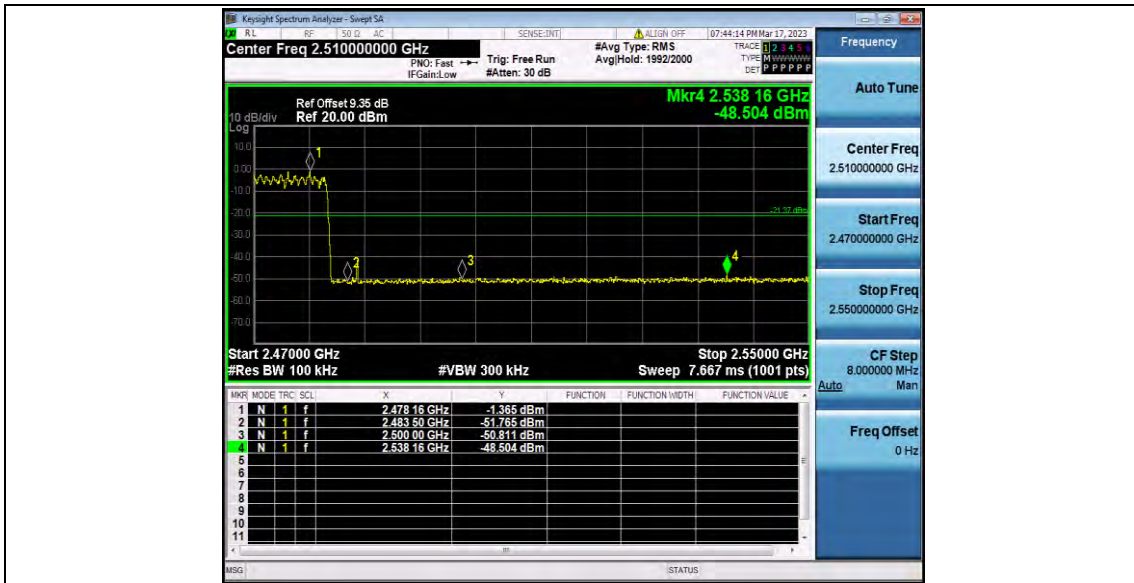 Keysight Spectrum Analyzer - Swept SA
RL RF 50 Ω AC SENSE:INT ALIGN OFF 07:44:14 PM Mar 17, 2023
Center Freq 2.510000000 GHz
PNO: Fast
IFGain:Low
Trig: Free Run
#Atten: 30 dB
#Avg Type: RMS
Avg|Hold: 1992/2000
TRACE 1 2 3 4 5 6
TYPE M W W W W W
DET P P P P P P
Mkr4 2.538 16 GHz
-48.504 dBm
Ref Offset 9.35 dB
10 dB/div Ref 20.00 dBm
Log
10.0
0.00
-10.0
-20.0
-30.0
-40.0
-50.0
-60.0
-70.0
1
2
3
4
-21.37 dBm
Start 2.47000 GHz Stop 2.55000 GHz
#Res BW 100 kHz #VBW 300 kHz Sweep 7.667 ms (1001 pts)
MKR MODE TRC SCL X Y FUNCTION FUNCTION WIDTH FUNCTION VALUE
1 N 1 f 2.478 16 GHz -1.365 dBm
2 N 1 f 2.483 50 GHz -51.765 dBm
3 N 1 f 2.500 00 GHz -50.811 dBm
4 N 1 f 2.538 16 GHz -48.504 dBm
5
6
7
8
9
10
11
MSG STATUS
Frequency
Auto Tune
Center Freq
2.510000000 GHz
Start Freq
2.470000000 GHz
Stop Freq
2.550000000 GHz
CF Step
8.000000 MHz
Auto Man
Freq Offset
0 Hz